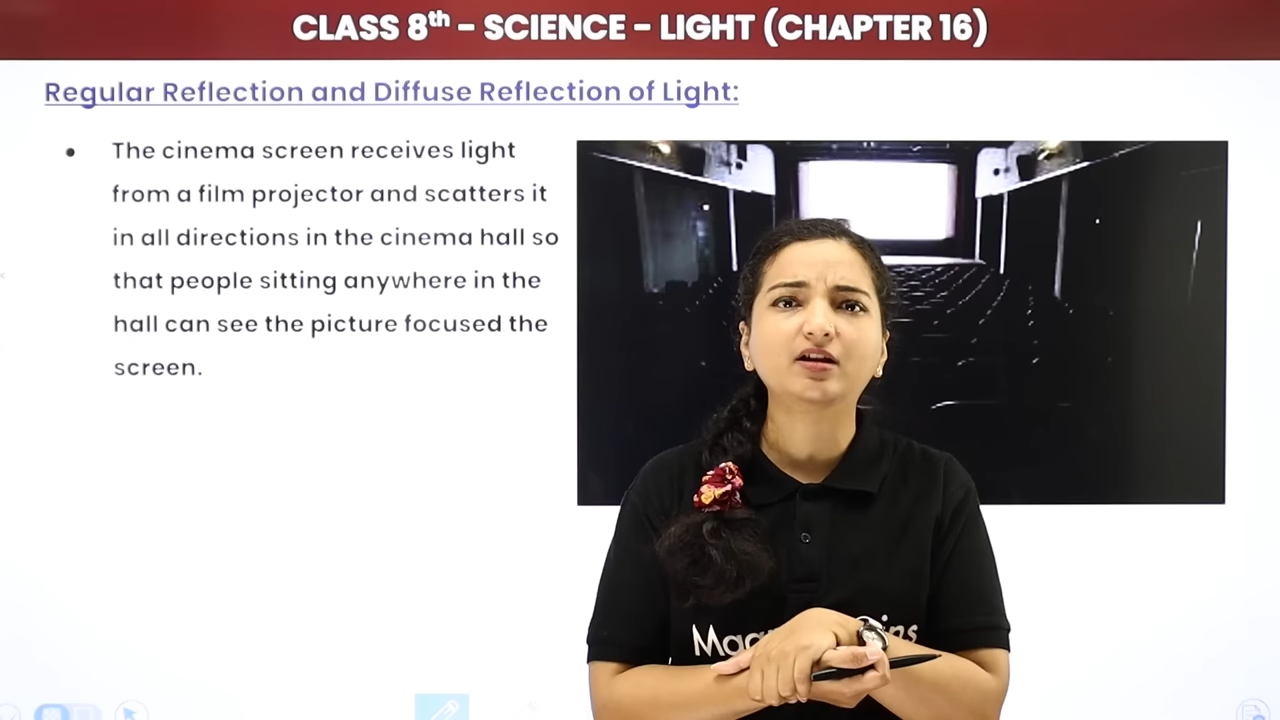 CLASS 8th - SCIENCE - LIGHT (CHAPTER 16)
Regular Reflection and Diffuse Reflection of Light:
• The cinema screen receives light
from a film projector and scatters it
in all directions in the cinema hall so
that people sitting anywhere in the
hall can see the picture focused the
screen.